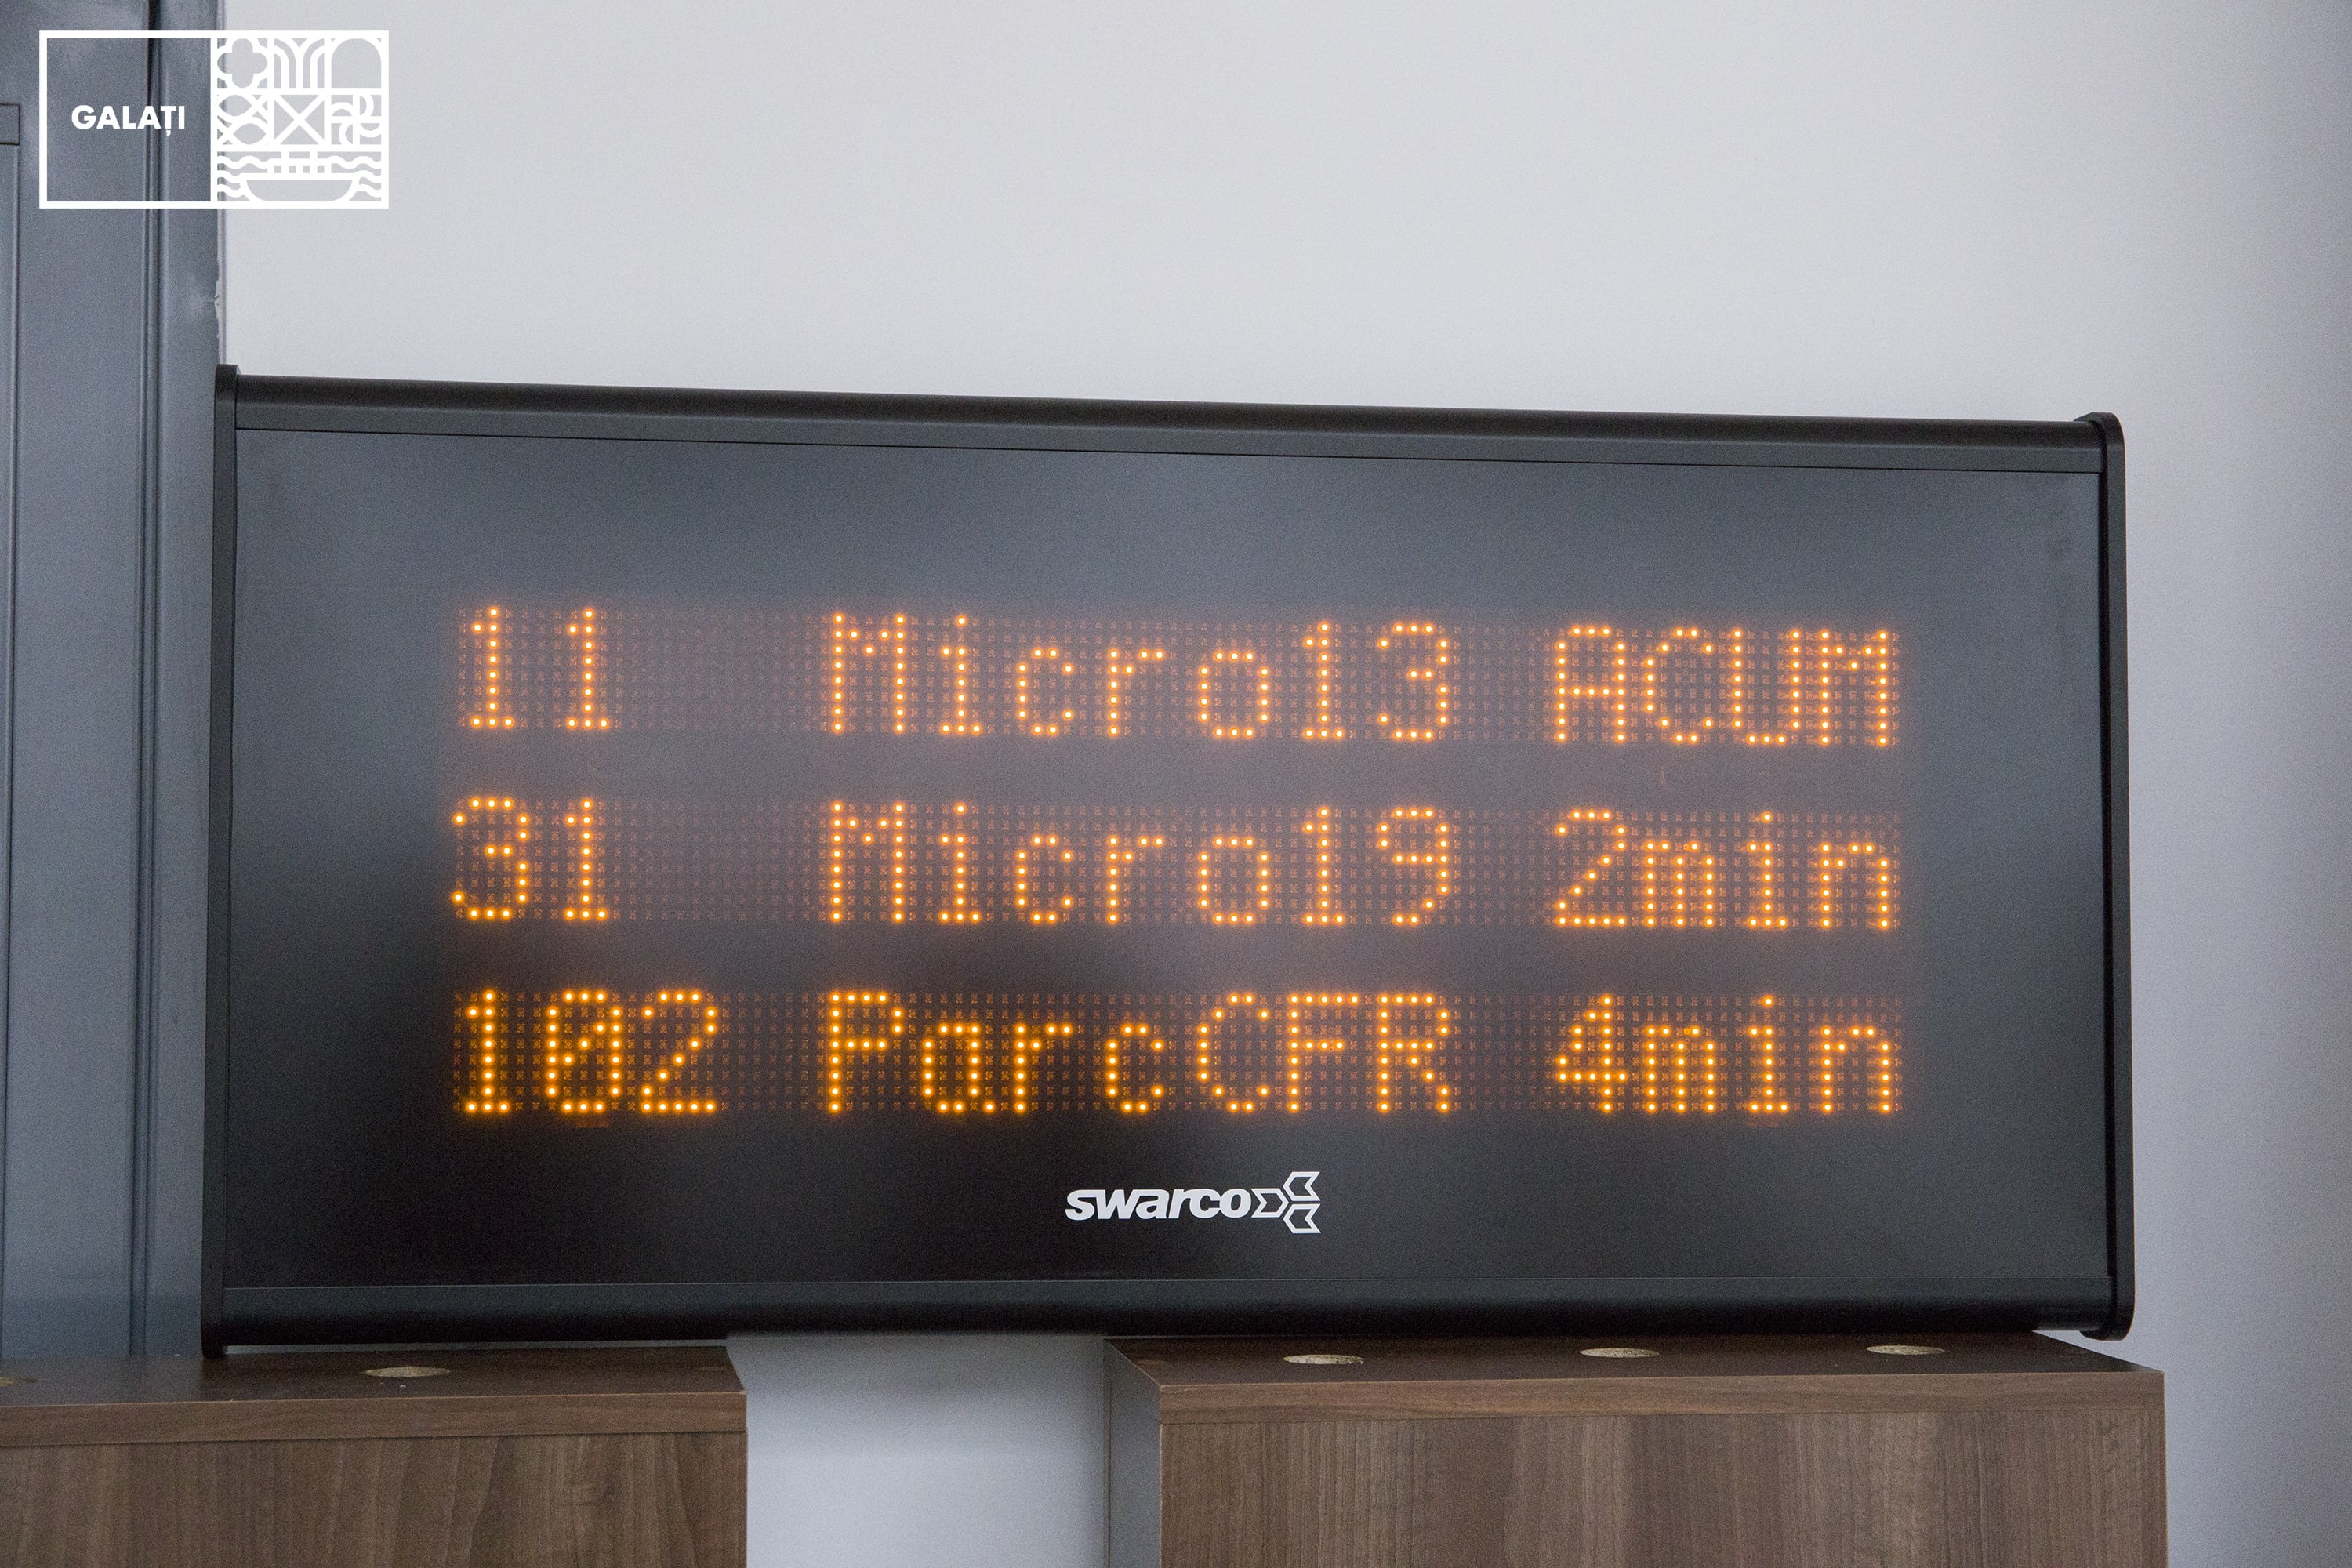 GALAȚI
11 Micro13 ACUM
31 Micro19 2min
102 ParcCFR 4min
swarco